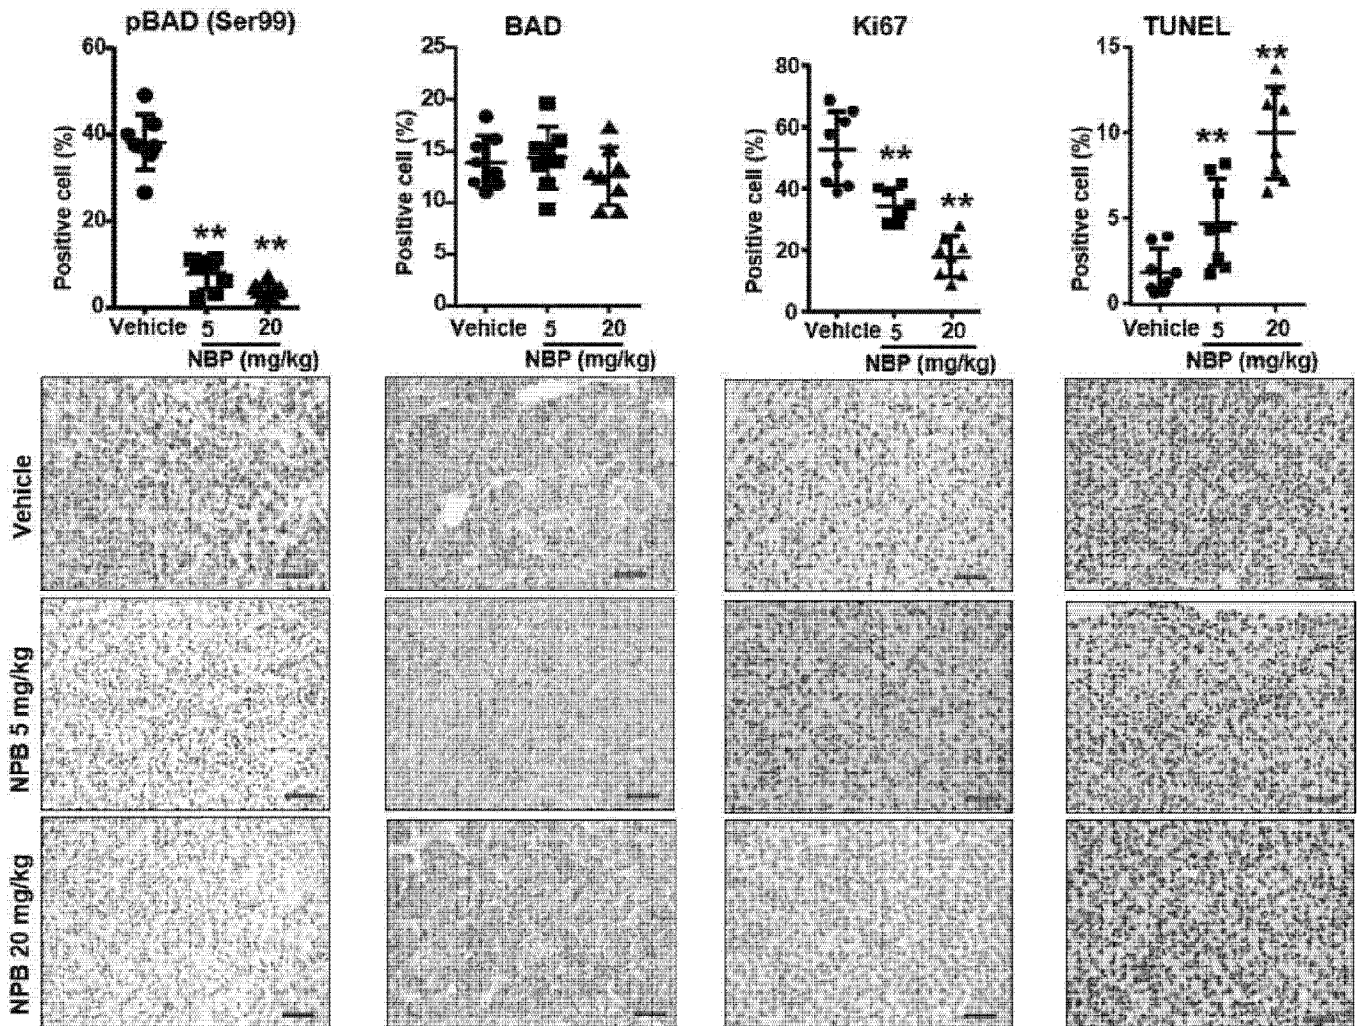 pBAD (Ser99)
60
40
20
0
Positive cell (%)
**
**
Vehicle 5 20
NBP (mg/kg)
BAD
25
20
15
10
5
0
Positive cell (%)
Vehicle 5 20
NBP (mg/kg)
Ki67
80
60
40
20
0
Positive cell (%)
**
**
Vehicle 5 20
NBP (mg/kg)
TUNEL
15
10
5
0
Positive cell (%)
**
**
Vehicle 5 20
NBP (mg/kg)
Vehicle
NPB 5 mg/kg
NPB 20 mg/kg